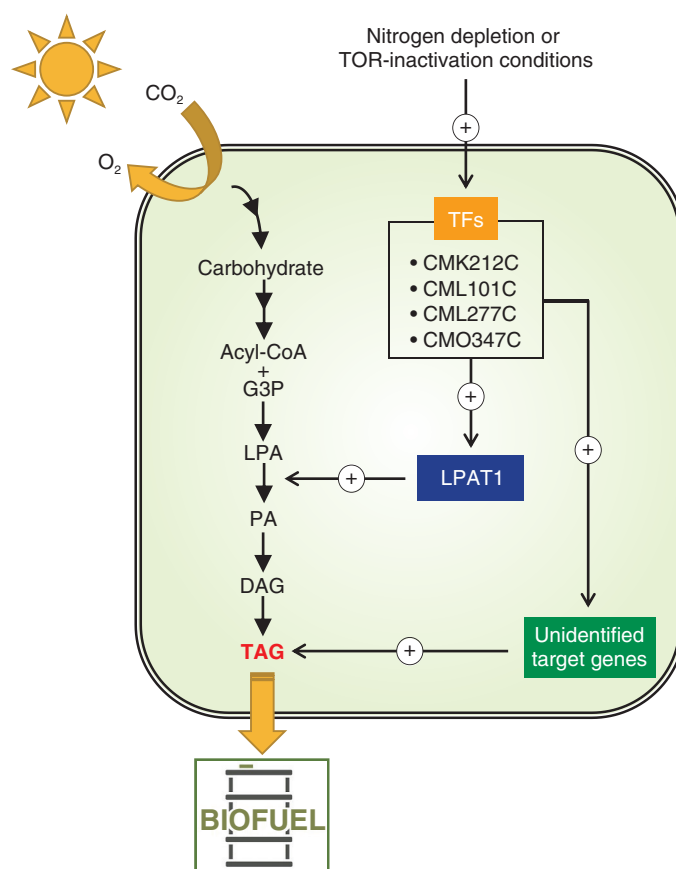 Nitrogen depletion or
TOR-inactivation conditions
CO₂
O₂
+
TFs
• CMK212C
• CML101C
• CML277C
• CMO347C
Carbohydrate
Acyl-CoA
+
G3P
+
+
LPA
+
LPAT1
PA
DAG
TAG
+
Unidentified
target genes
BIOFUEL